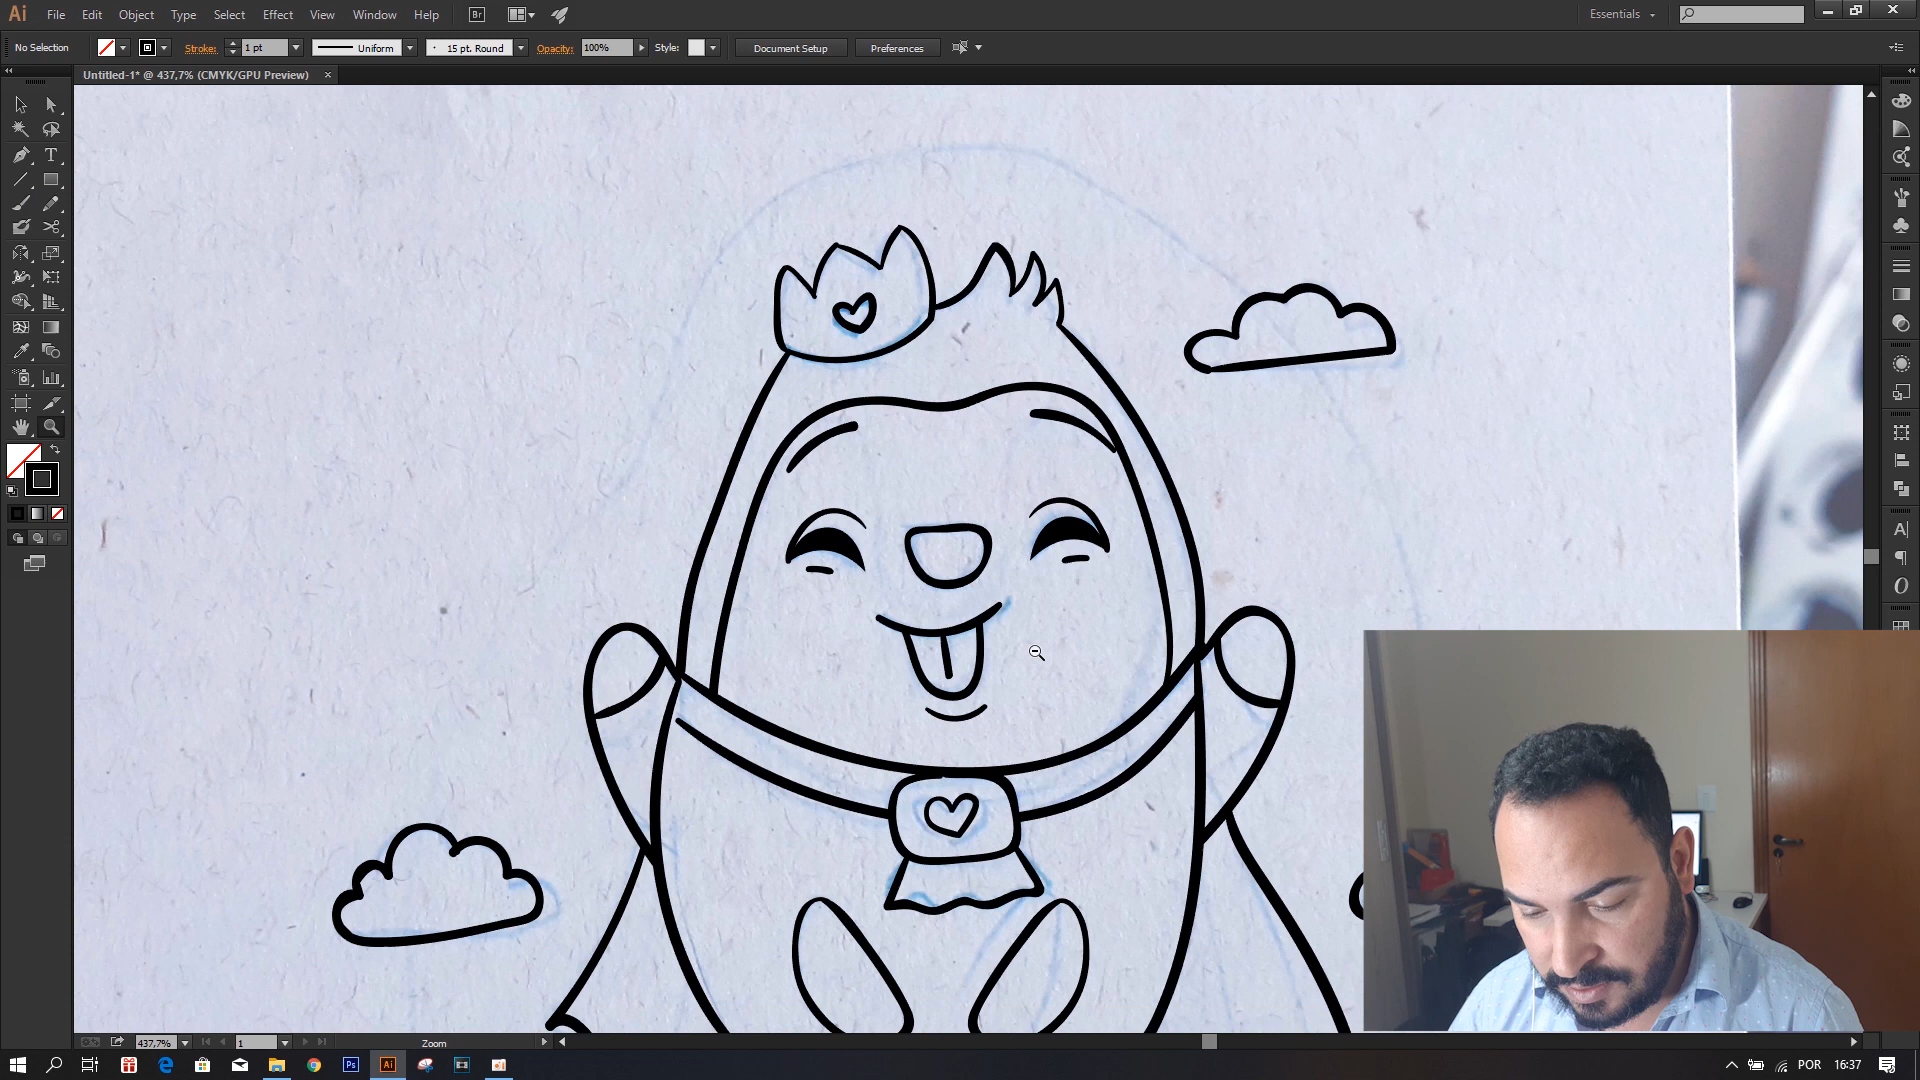 Ai File Edit Object Type Select Effect View Window Help Br Essentials
No Selection Stroke: 1 pt Uniform 15 pt. Round Opacity: 100% Style: Document Setup Preferences
Untitled-1* @ 437,7% (CMYK/GPU Preview) ×
437,7% 1 Zoom
Ps Ai POR 16:37